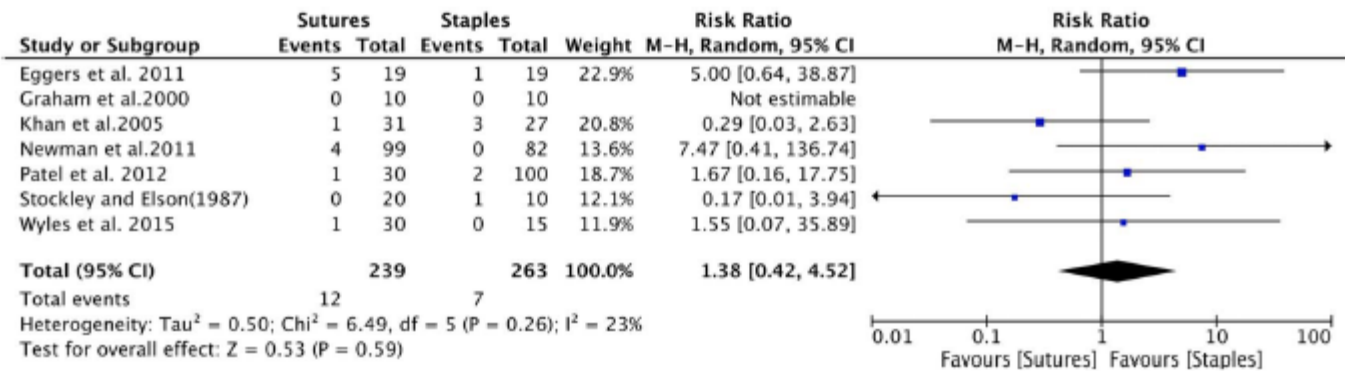 Sutures Staples Risk Ratio Risk Ratio
Study or Subgroup Events Total Events Total Weight M-H, Random, 95% CI M-H, Random, 95% CI
Eggers et al. 2011 5 19 1 19 22.9% 5.00 [0.64, 38.87]
Graham et al.2000 0 10 0 10 Not estimable
Khan et al.2005 1 31 3 27 20.8% 0.29 [0.03, 2.63]
Newman et al.2011 4 99 0 82 13.6% 7.47 [0.41, 136.74]
Patel et al. 2012 1 30 2 100 18.7% 1.67 [0.16, 17.75]
Stockley and Elson(1987) 0 20 1 10 12.1% 0.17 [0.01, 3.94]
Wyles et al. 2015 1 30 0 15 11.9% 1.55 [0.07, 35.89]
Total (95% CI) 239 263 100.0% 1.38 [0.42, 4.52]
Total events 12 7
Heterogeneity: Tau² = 0.50; Chi² = 6.49, df = 5 (P = 0.26); I² = 23%
Test for overall effect: Z = 0.53 (P = 0.59)
0.01 0.1 1 10 100
Favours [Sutures] Favours [Staples]